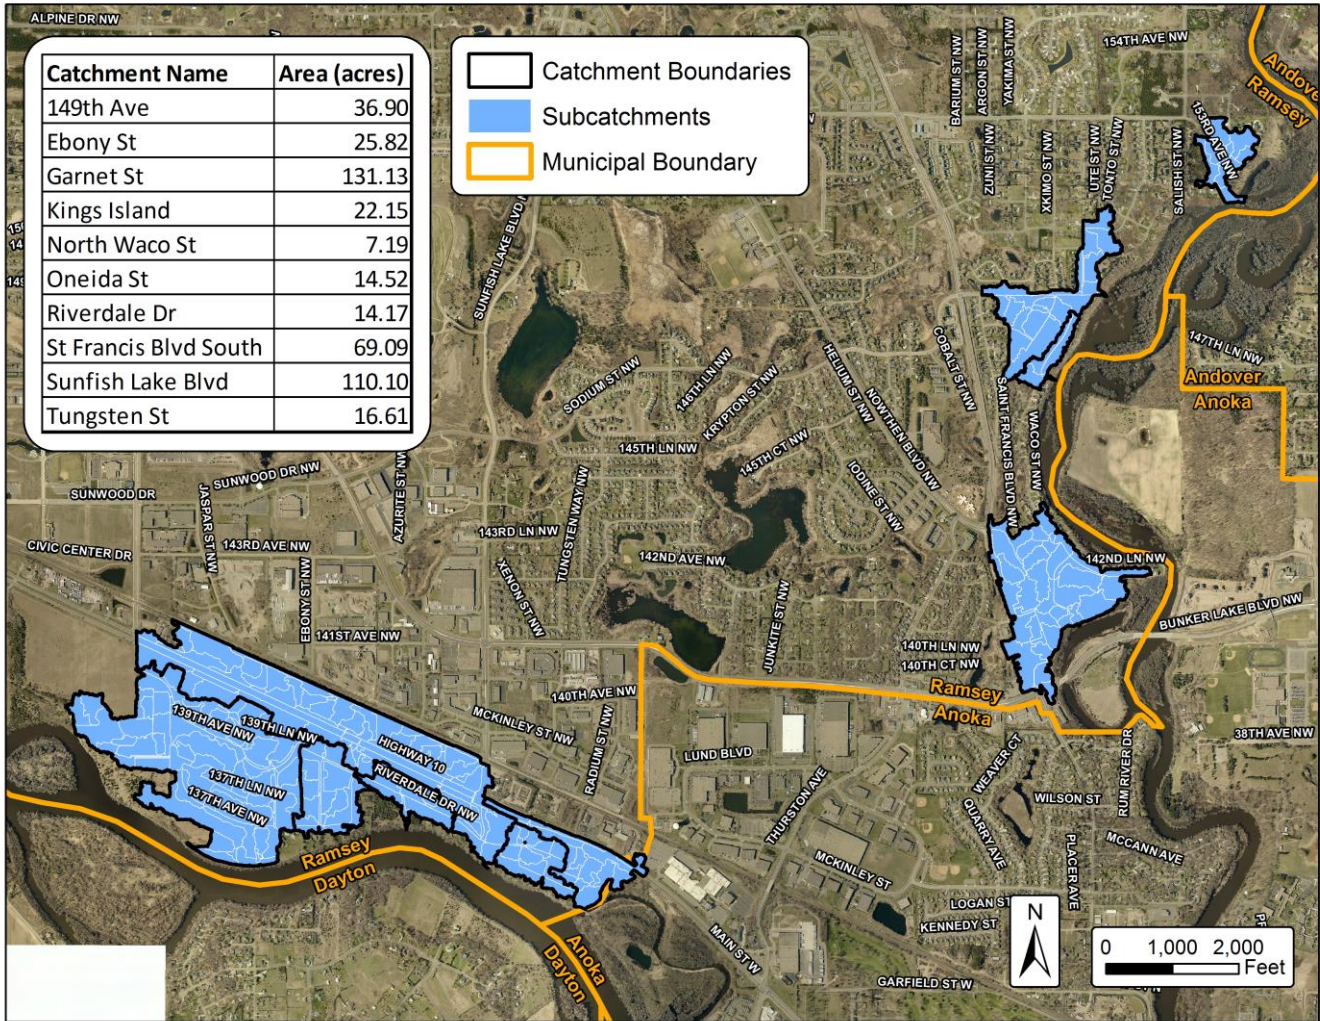 ALPINE DR NW
Catchment Name Area (acres)
149th Ave 36.90
Ebony St 25.82
Garnet St 131.13
Kings Island 22.15
North Waco St 7.19
Oneida St 14.52
Riverdale Dr 14.17
St Francis Blvd South 69.09
Sunfish Lake Blvd 110.10
Tungsten St 16.61
Catchment Boundaries
Subcatchments
Municipal Boundary
BARIUM ST NW
ARGON ST NW
YAKIMA ST NW
154TH AVE NW
Andover
Ramsey
153RD AVE NW
ZUNI ST NW
XKIMO ST NW
UTE ST NW
TONTO ST NW
SALISH ST NW
SUNFISH LAKE BLVD
147TH LN NW
Andover
Anoka
COBALT ST NW
HELIUM ST NW
NOWTHEN BLVD NW
SAINT FRANCIS BLVD NW
WACO ST NW
SODIUM ST NW
146TH LN NW
KRYPTON ST NW
145TH LN NW
145TH CT NW
IODINE ST NW
SUNWOOD DR NW
SUNWOOD DR
JASPAR ST NW
AZURITE ST NW
TUNGSTEN WAY NW
143RD LN NW
143RD AVE NW
CIVIC CENTER DR
142ND AVE NW
142ND LN NW
EBONY ST NW
XENON ST NW
JUNKITE ST NW
BUNKER LAKE BLVD NW
141ST AVE NW
140TH LN NW
140TH CT NW
140TH AVE NW
Ramsey
Anoka
139TH AVE NW
139TH LN NW
MCKINLEY ST NW
RADIUM ST NW
LUND BLVD
38TH AVE NW
HIGHWAY 10
RIVERDALE DR NW
137TH LN NW
137TH AVE NW
THURSTON AVE
WEAVER CT
RUM RIVER DR
WILSON ST
QUARRY AVE
PLACER AVE
MCCANN AVE
Ramsey
Dayton
MCKINLEY ST
LOGAN ST
KENNEDY ST
MAIN ST W
Anoka
Dayton
GARFIELD ST W
N
0 1,000 2,000
Feet